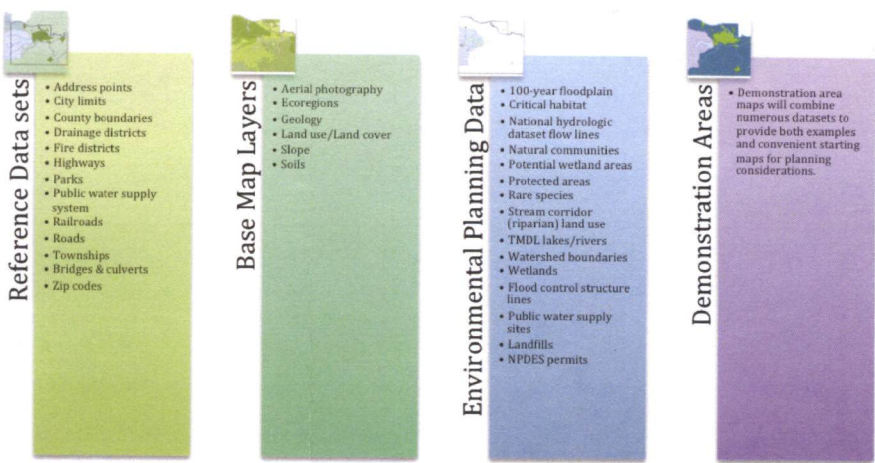 Reference Data sets
• Address points
• City limits
• County boundaries
• Drainage districts
• Fire districts
• Highways
• Parks
• Public water supply
system
• Railroads
• Roads
• Townships
• Bridges & culverts
• Zip codes
Base Map Layers
• Aerial photography
• Ecoregions
• Geology
• Land use/Land cover
• Slope
• Soils
Environmental Planning Data
• 100-year floodplain
• Critical habitat
• National hydrologic
dataset flow lines
• Natural communities
• Potential wetland areas
• Protected areas
• Rare species
• Stream corridor
(riparian) land use
• TMDL lakes/rivers
• Watershed boundaries
• Wetlands
• Flood control structure
lines
• Public water supply
sites
• Landfills
• NPDES permits
Demonstration Areas
• Demonstration area
maps will combine
numerous datasets to
provide both examples
and convenient starting
maps for planning
considerations.